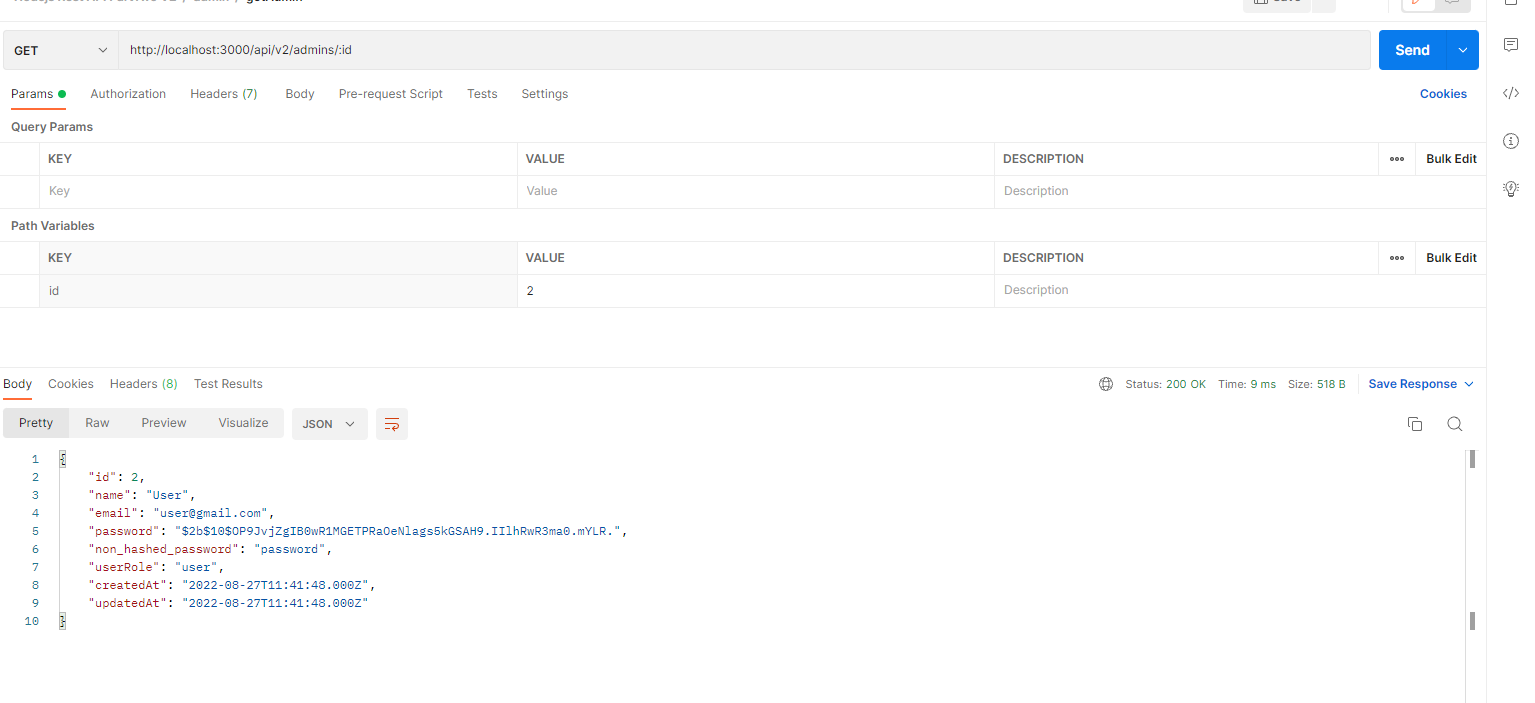 GET http://localhost:3000/api/v2/admins/:id Send
Params Authorization Headers (7) Body Pre-request Script Tests Settings Cookies
Query Params
KEY VALUE DESCRIPTION Bulk Edit
Key Value Description
Path Variables
KEY VALUE DESCRIPTION Bulk Edit
id 2 Description
Body Cookies Headers (8) Test Results Status: 200 OK Time: 9 ms Size: 518 B Save Response
Pretty Raw Preview Visualize JSON
1 {
2 "id": 2,
3 "name": "User",
4 "email": "user@gmail.com",
5 "password": "$2b$10$OP9JvjZgIB0wR1MGETPRaOeNlags5kGSAH9.IIlhRwR3ma0.mYLR.",
6 "non_hashed_password": "password",
7 "userRole": "user",
8 "createdAt": "2022-08-27T11:41:48.000Z",
9 "updatedAt": "2022-08-27T11:41:48.000Z"
10 }